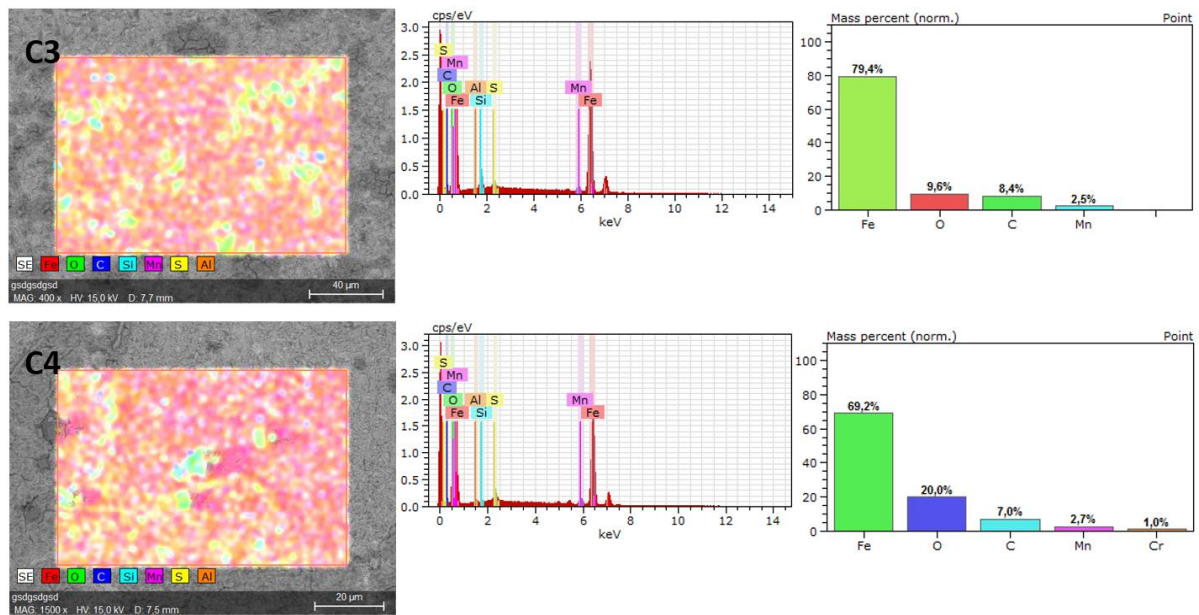 C3
SE Fe O C Si Mn S Al
gsdgsdgsd
MAG: 400 x HV: 15,0 kV D: 7,7 mm
40 µm
cps/eV
3.0
2.5
2.0
1.5
1.0
0.5
0.0
S
Mn
C
O Al S Mn
Fe Si Fe
0 2 4 6 8 10 12 14
keV
Mass percent (norm.) Point
100
80
60
40
20
0
79,4%
9,6%
8,4%
2,5%
Fe O C Mn
C4
SE Fe O C Si Mn S Al
gsdgsdgsd
MAG: 1500 x HV: 15,0 kV D: 7,5 mm
20 µm
cps/eV
3.0
2.5
2.0
1.5
1.0
0.5
0.0
S
Mn
C
O Al S Mn
Fe Si Fe
0 2 4 6 8 10 12 14
keV
Mass percent (norm.) Point
100
80
60
40
20
0
69,2%
20,0%
7,0%
2,7%
1,0%
Fe O C Mn Cr